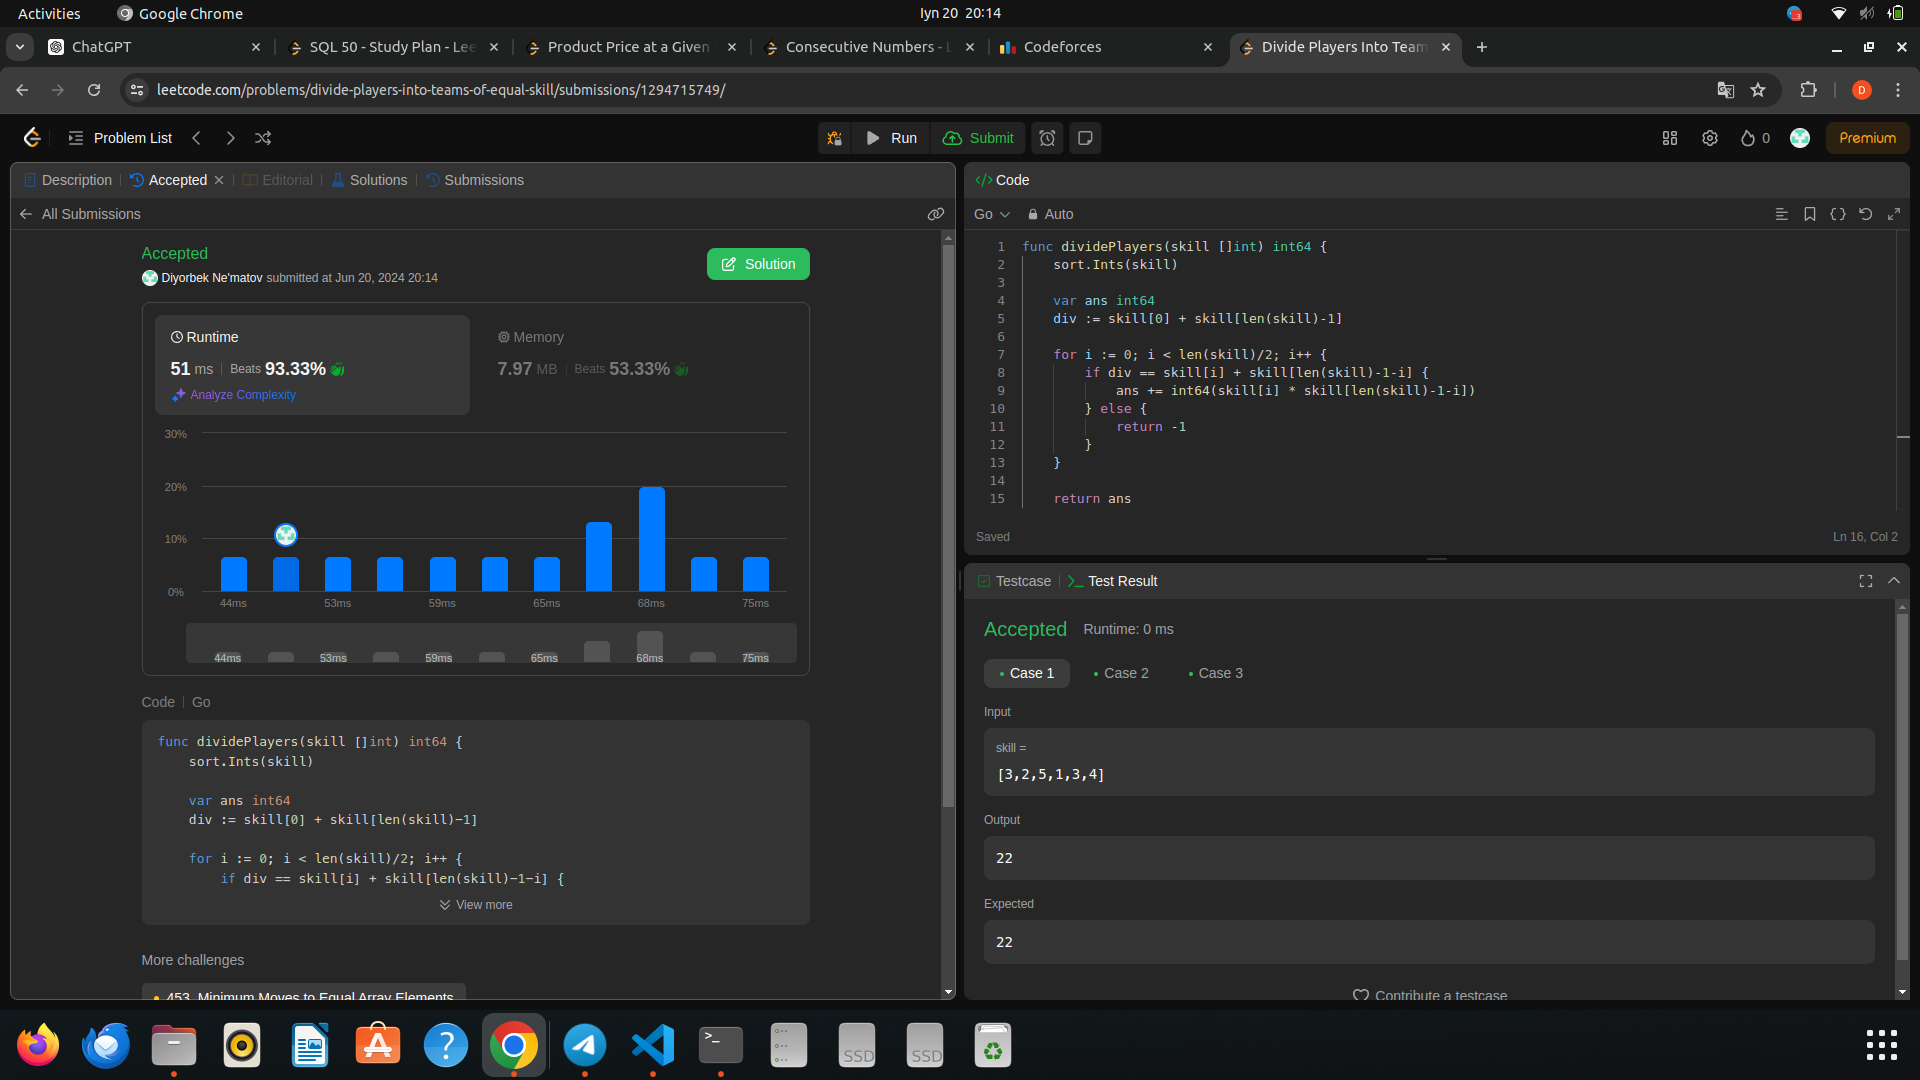 Activities
Google Chrome
Iyn 20 20:14
ChatGPT
SQL 50 - Study Plan - Lee
Product Price at a Given
Consecutive Numbers - L
Codeforces
Divide Players Into Team
leetcode.com/problems/divide-players-into-teams-of-equal-skill/submissions/1294715749/
D
Problem List
Run
Submit
0
Premium
Description
Accepted
Editorial
Solutions
Submissions
All Submissions
Accepted
Diyorbek Ne'matov submitted at Jun 20, 2024 20:14
Solution
Runtime
51 ms
Beats 93.33%
Analyze Complexity
Memory
7.97 MB
Beats 53.33%
30%
20%
10%
0%
44ms 53ms 59ms 65ms 68ms 75ms
44ms 53ms 59ms 65ms 68ms 75ms
Code | Go
func dividePlayers(skill []int) int64 {
sort.Ints(skill)
var ans int64
div := skill[0] + skill[len(skill)-1]
for i := 0; i < len(skill)/2; i++ {
if div == skill[i] + skill[len(skill)-1-i] {
View more
More challenges
453. Minimum Moves to Equal Array Elements
</> Code
Go
Auto
1 func dividePlayers(skill []int) int64 {
2 sort.Ints(skill)
3
4 var ans int64
5 div := skill[0] + skill[len(skill)-1]
6
7 for i := 0; i < len(skill)/2; i++ {
8 if div == skill[i] + skill[len(skill)-1-i] {
9 ans += int64(skill[i] * skill[len(skill)-1-i])
10 } else {
11 return -1
12 }
13 }
14
15 return ans
Saved
Ln 16, Col 2
Testcase
Test Result
Accepted
Runtime: 0 ms
Case 1
Case 2
Case 3
Input
skill =
[3,2,5,1,3,4]
Output
22
Expected
22
Contribute a testcase
SSD
SSD